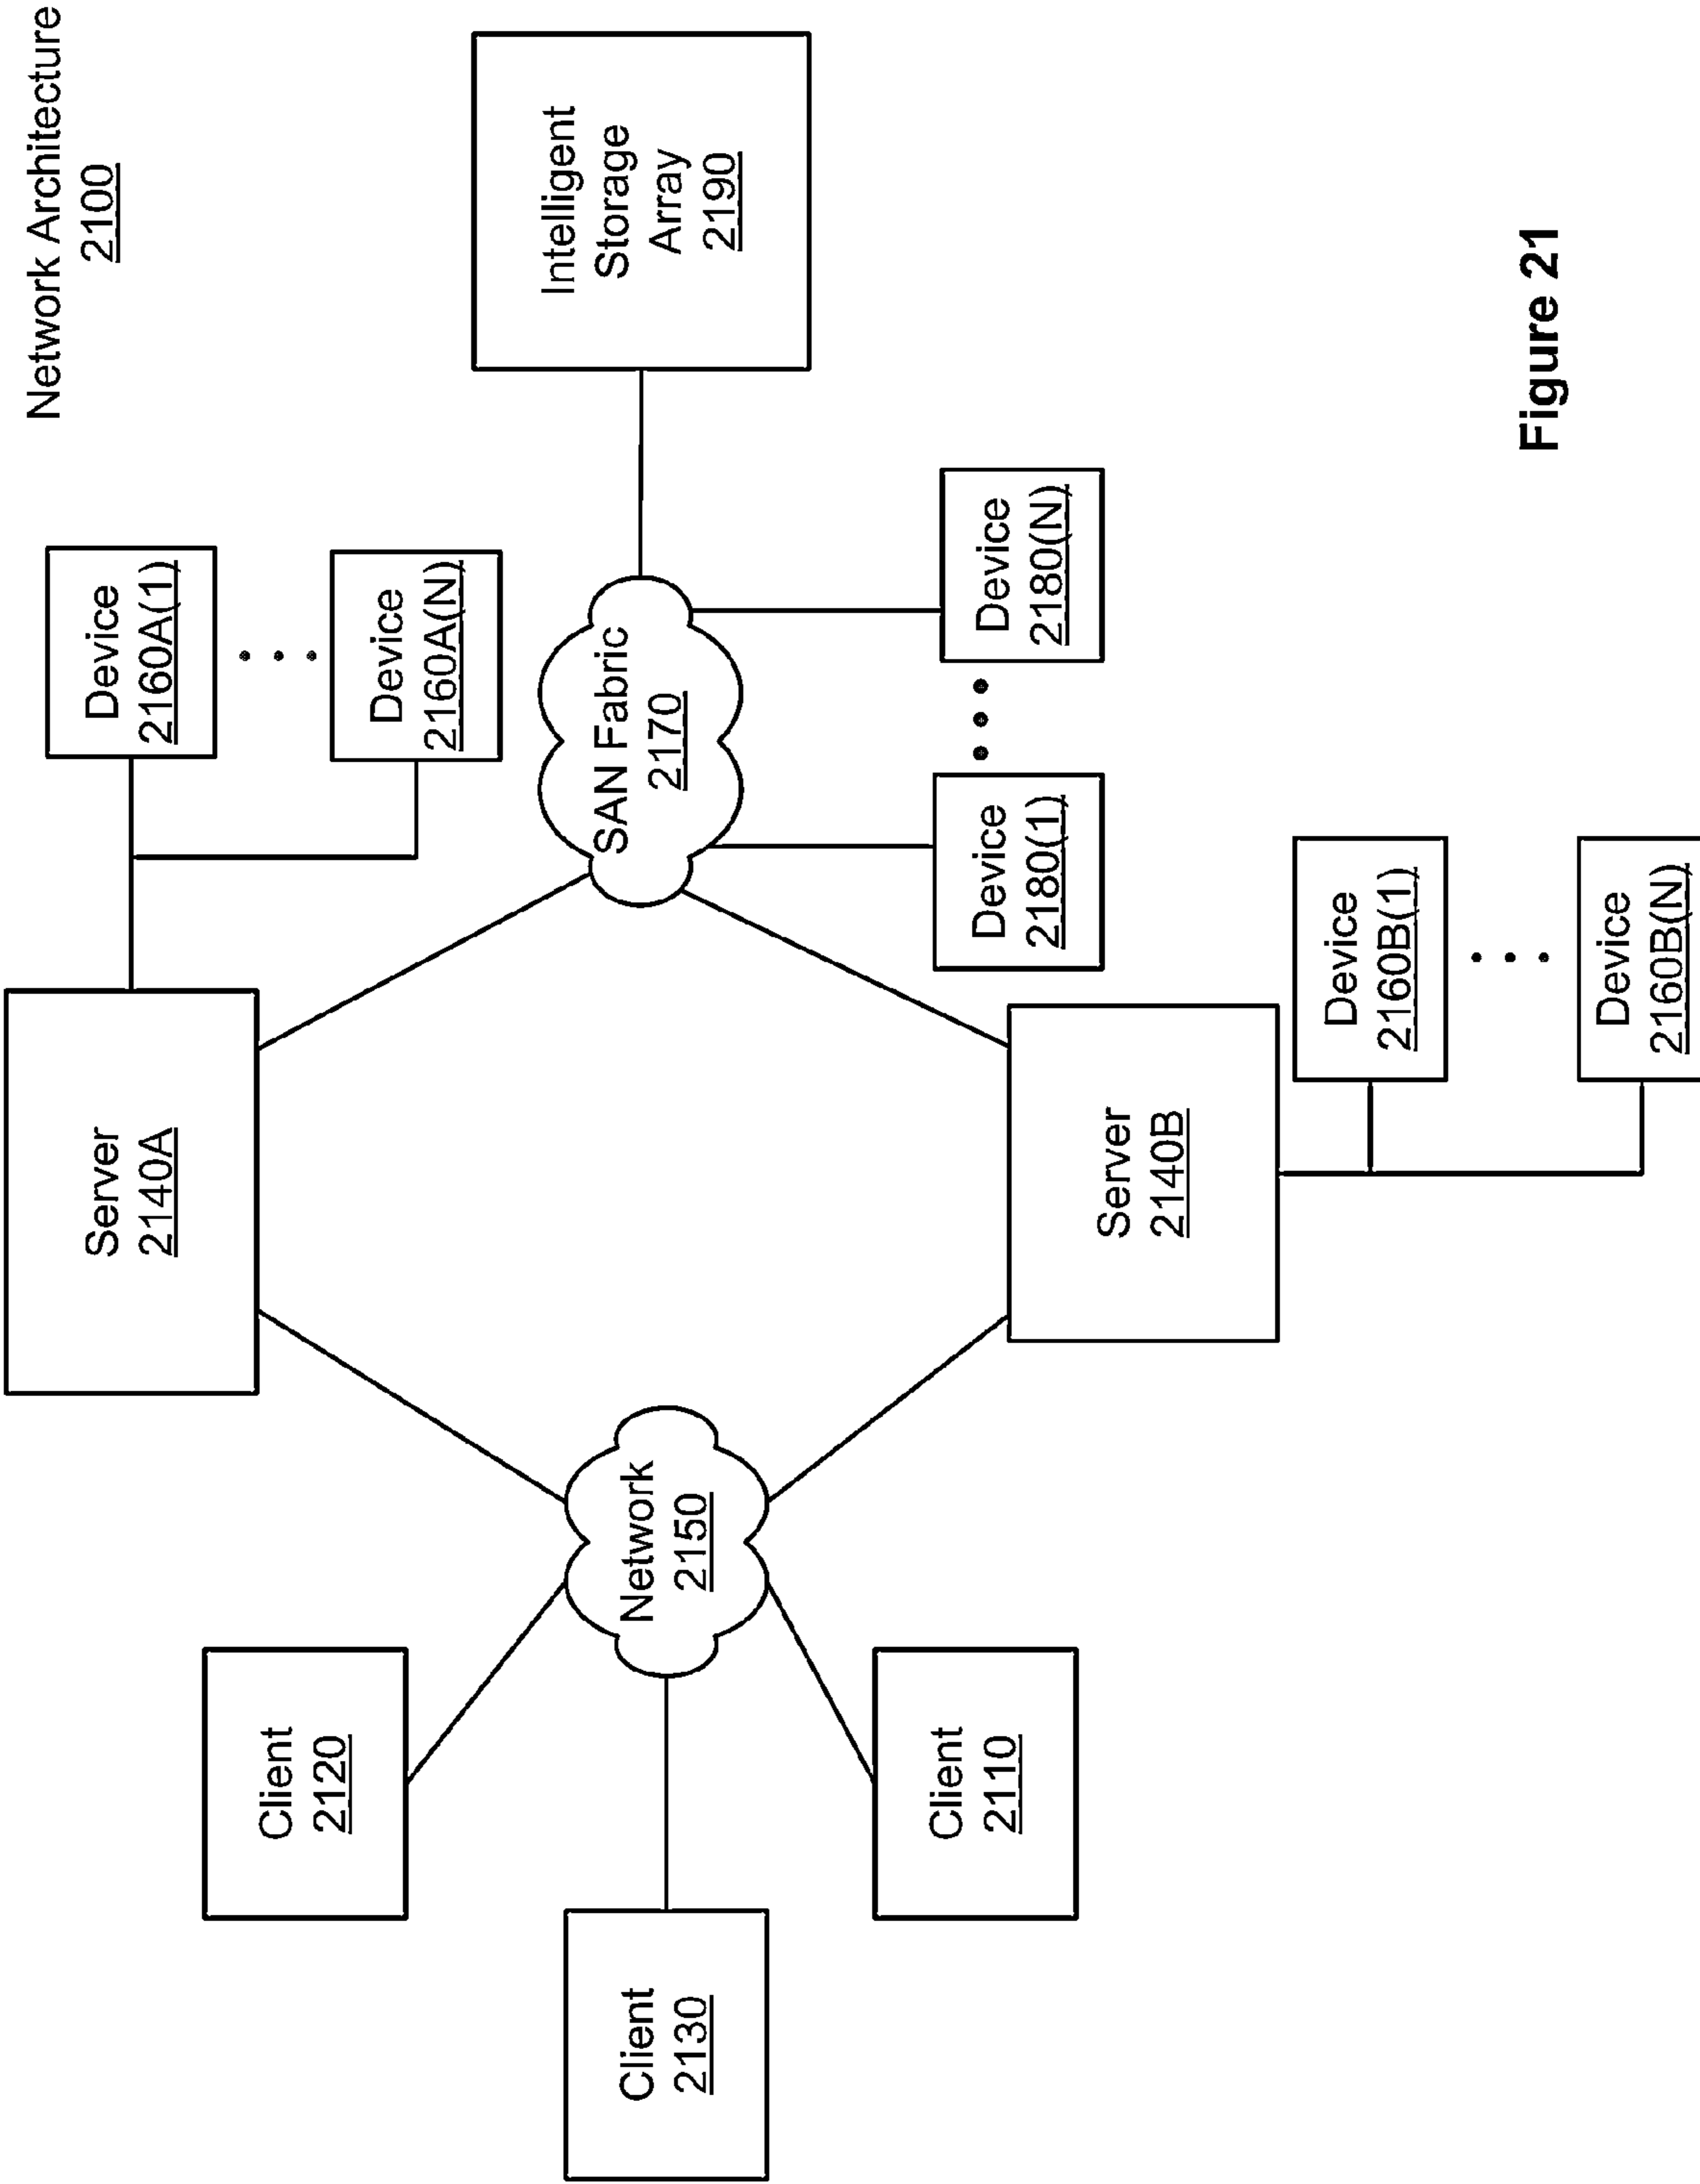 Network Architecture
2100
Server
2140A
Device
2160A(1)
Device
2160A(N)
Client
2120
Client
2130
Client
2110
Network
2150
SAN Fabric
2170
Intelligent
Storage
Array
2190
Device
2180(1)
Device
2180(N)
Server
2140B
Device
2160B(1)
Device
2160B(N)
Figure 21